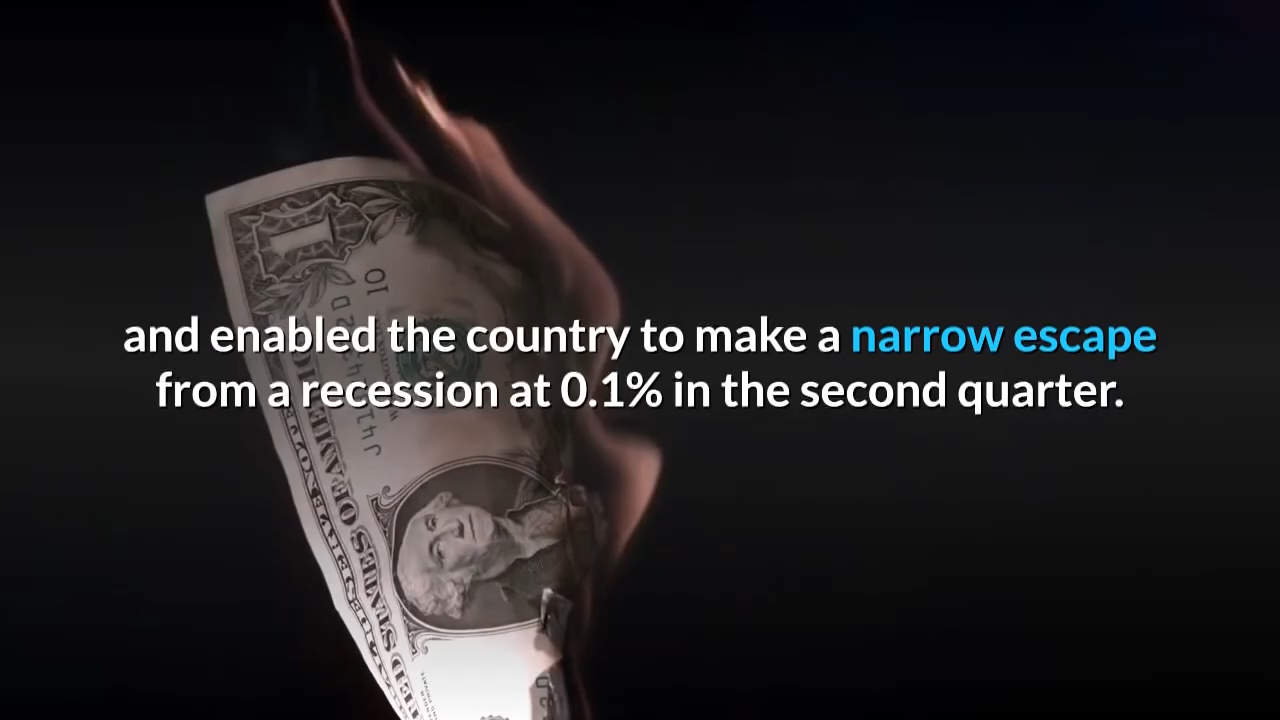 and enabled the country to make a narrow escape
from a recession at 0.1% in the second quarter.